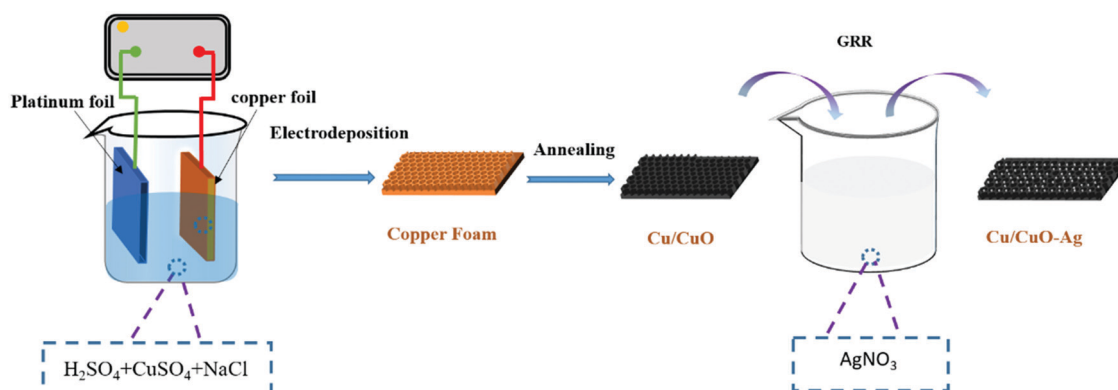 Platinum foil
copper foil
Electrodeposition
Copper Foam
Annealing
Cu/CuO
GRR
Cu/CuO-Ag
H₂SO₄+CuSO₄+NaCl
AgNO₃